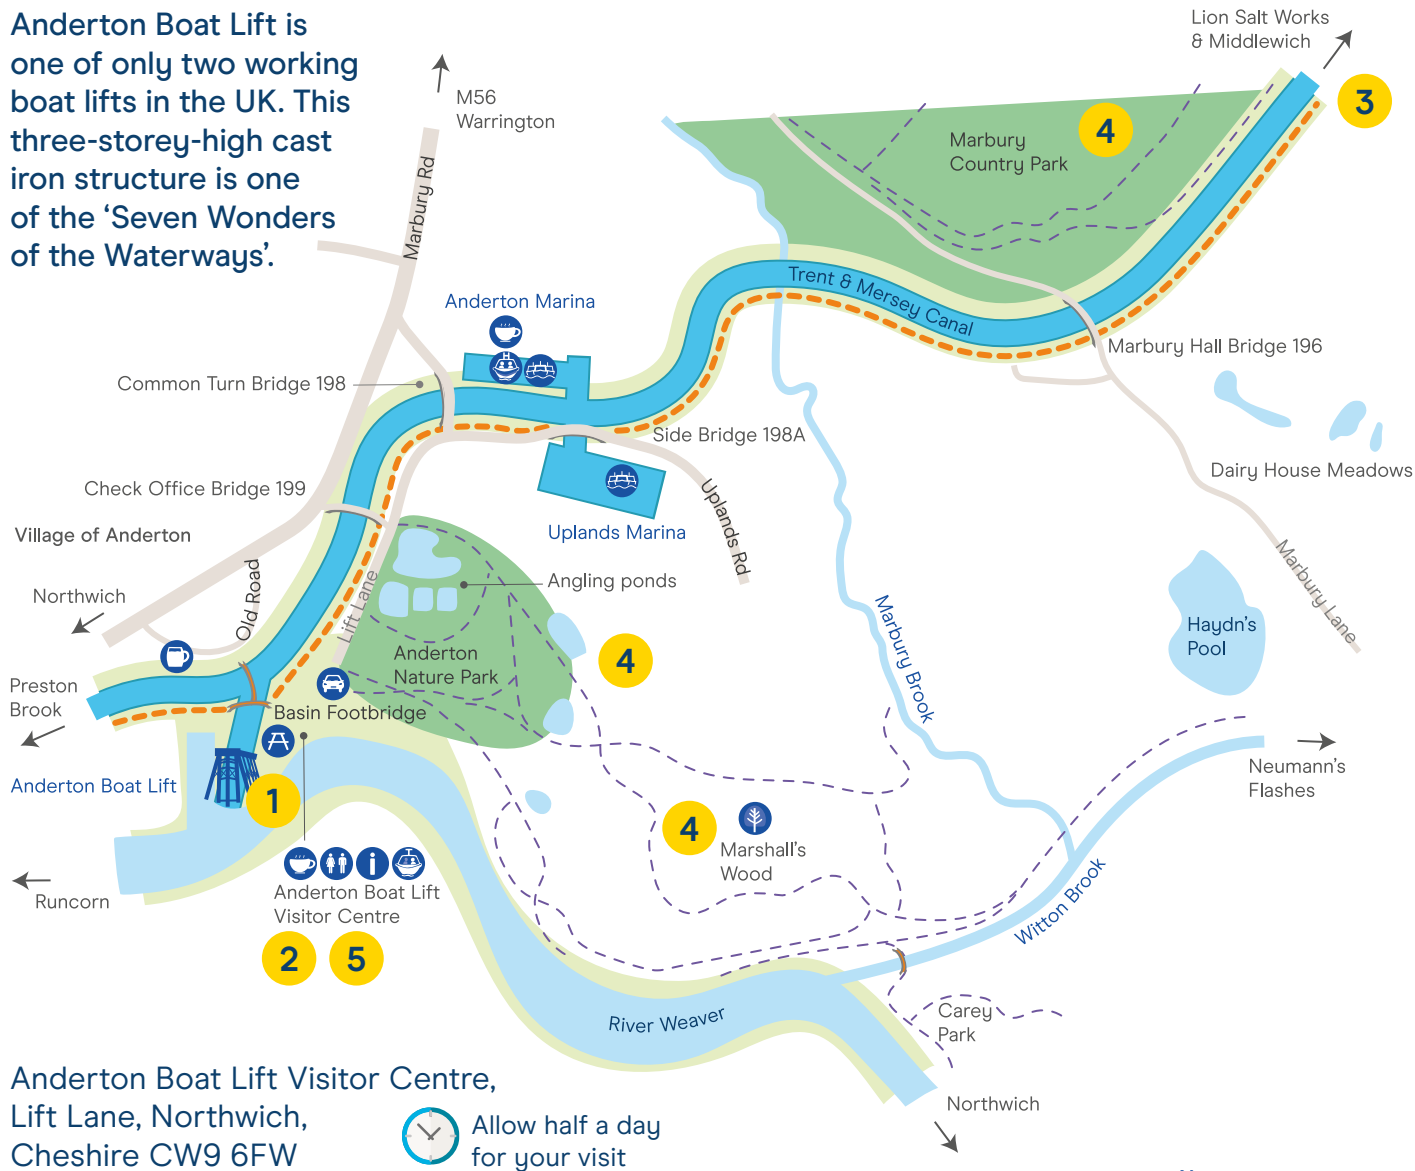 Anderton Boat Lift is
one of only two working
boat lifts in the UK. This
three-storey-high cast
iron structure is one
of the ‘Seven Wonders
of the Waterways’.
M56
Warrington
Marbury Rd
Lion Salt Works
& Middlewich
3
4
Marbury
Country Park
Trent & Mersey Canal
Anderton Marina
Marbury Hall Bridge 196
Common Turn Bridge 198
Side Bridge 198A
Dairy House Meadows
Check Office Bridge 199
Uplands Rd
Village of Anderton
Uplands Marina
Angling ponds
Old Road
Lift Lane
Northwich
Marbury Brook
Marbury Lane
Haydn’s
Pool
Anderton
Nature Park
4
Preston
Brook
Basin Footbridge
Anderton Boat Lift
1
Neumann’s
Flashes
4
Marshall’s
Wood
Runcorn
Anderton Boat Lift
Visitor Centre
2
5
Witton Brook
River Weaver
Carey
Park
Northwich
Anderton Boat Lift Visitor Centre,
Lift Lane, Northwich,
Cheshire CW9 6FW
Allow half a day
for your visit